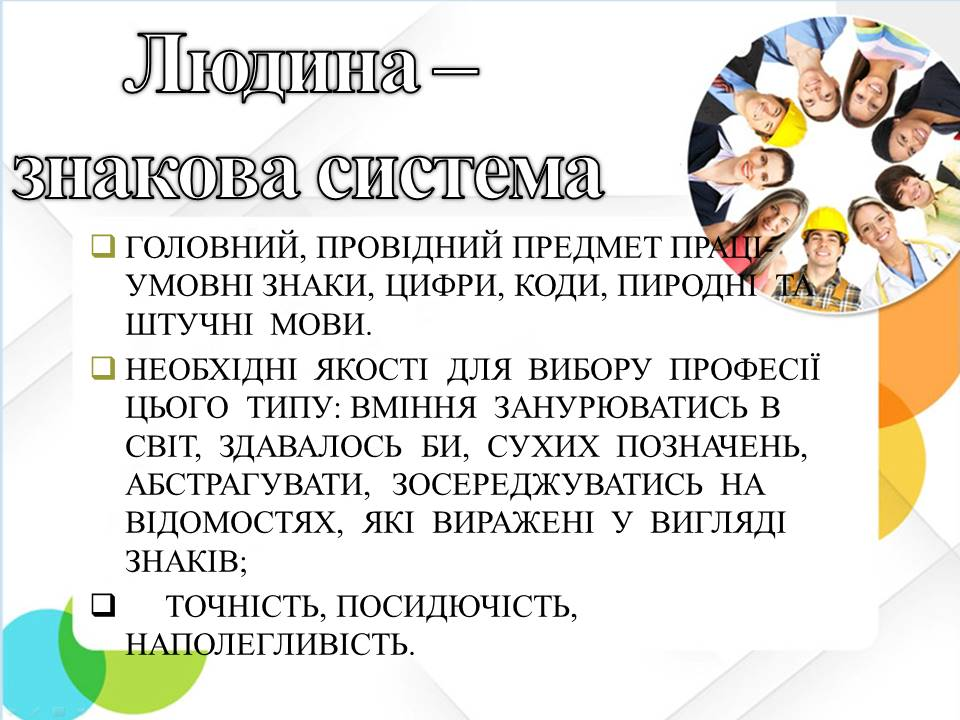 Людина –
знакова система
ГОЛОВНИЙ, ПРОВІДНИЙ ПРЕДМЕТ ПРАЦІ-
УМОВНІ ЗНАКИ, ЦИФРИ, КОДИ, ПИРОДНІ ТА
ШТУЧНІ МОВИ.
НЕОБХІДНІ ЯКОСТІ ДЛЯ ВИБОРУ ПРОФЕСІЇ
ЦЬОГО ТИПУ: ВМІННЯ ЗАНУРЮВАТИСЬ В
СВІТ, ЗДАВАЛОСЬ БИ, СУХИХ ПОЗНАЧЕНЬ,
АБСТРАГУВАТИ, ЗОСЕРЕДЖУВАТИСЬ НА
ВІДОМОСТЯХ, ЯКІ ВИРАЖЕНІ У ВИГЛЯДІ
ЗНАКІВ;
ТОЧНІСТЬ, ПОСИДЮЧІСТЬ,
НАПОЛЕГЛИВІСТЬ.